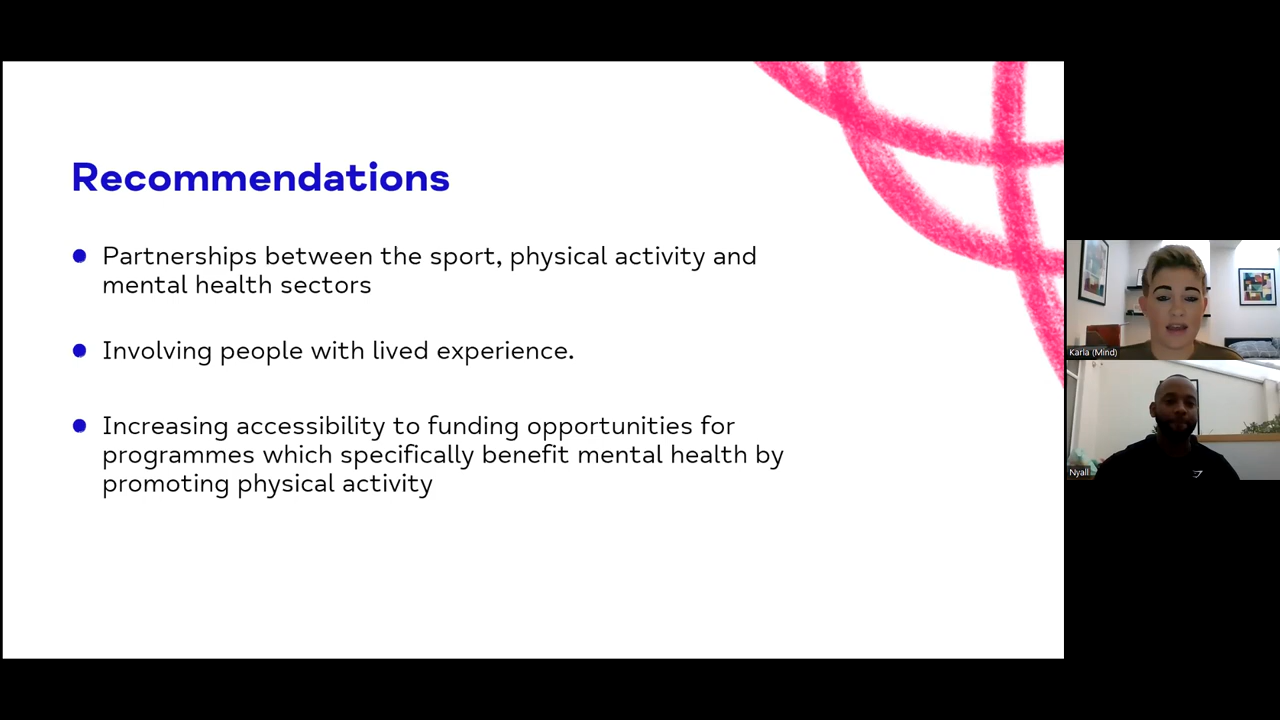 Recommendations
Partnerships between the sport, physical activity and
mental health sectors
Involving people with lived experience.
Increasing accessibility to funding opportunities for
programmes which specifically benefit mental health by
promoting physical activity
Karla (Mind)
Nyall